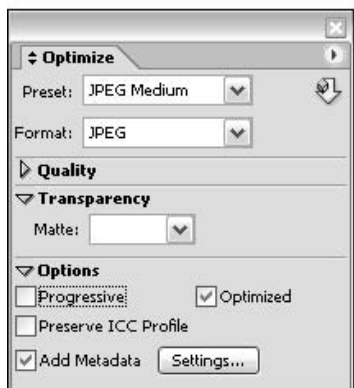 Optimize
Preset: JPEG Medium
Format: JPEG
Quality
Transparency
Matte:
Options
Progressive Optimized
Preserve ICC Profile
Add Metadata Settings...